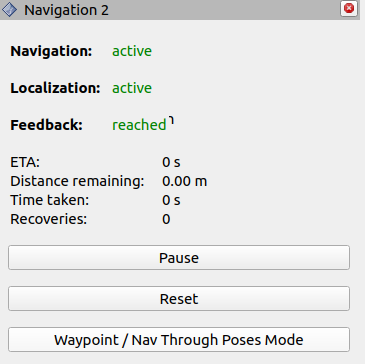 Navigation 2
Navigation: active
Localization: active
Feedback: reached
ETA: 0 s
Distance remaining: 0.00 m
Time taken: 0 s
Recoveries: 0
Pause
Reset
Waypoint / Nav Through Poses Mode